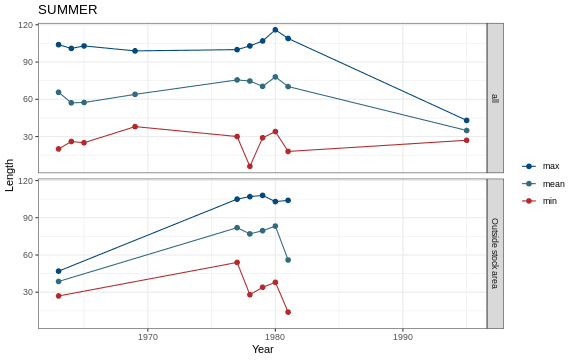 SUMMER
120
90
60
30
all
120
90
60
30
Outside stock area
Length
1970
1980
1990
Year
max
mean
min